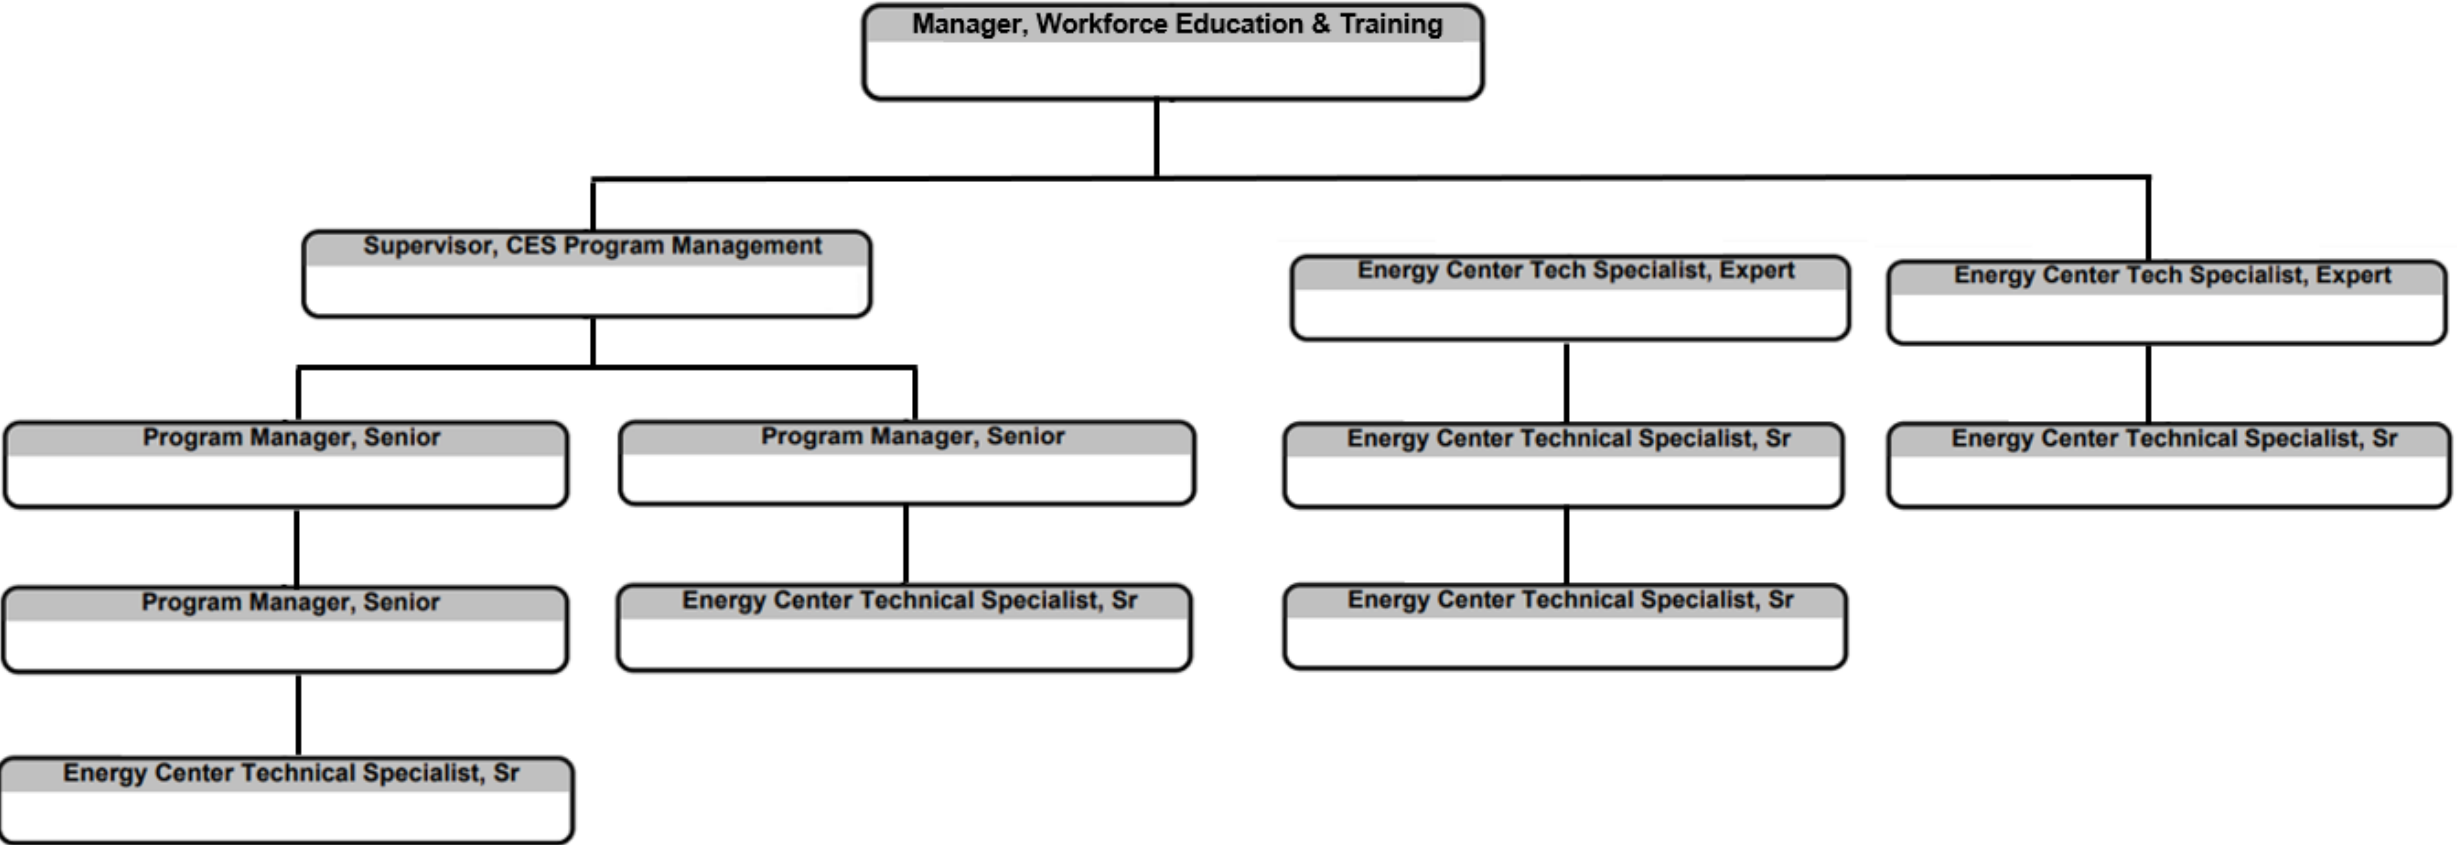 Manager, Workforce Education & Training
Supervisor, CES Program Management
Energy Center Tech Specialist, Expert
Energy Center Tech Specialist, Expert
Program Manager, Senior
Program Manager, Senior
Energy Center Technical Specialist, Sr
Energy Center Technical Specialist, Sr
Program Manager, Senior
Energy Center Technical Specialist, Sr
Energy Center Technical Specialist, Sr
Energy Center Technical Specialist, Sr